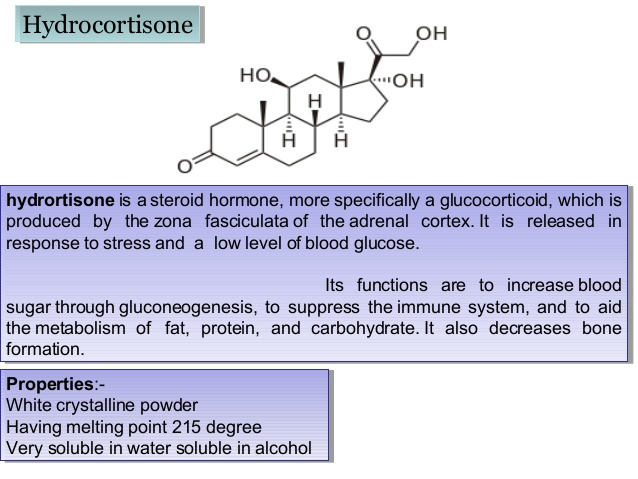 Hydrocortisone
O
OH
HO
OH
H
H
H
O
hydrortisone is a steroid hormone, more specifically a glucocorticoid, which is
produced by the zona fasciculata of the adrenal cortex. It is released in
response to stress and a low level of blood glucose.
Its functions are to increase blood
sugar through gluconeogenesis, to suppress the immune system, and to aid
the metabolism of fat, protein, and carbohydrate. It also decreases bone
formation.
Properties:-
White crystalline powder
Having melting point 215 degree
Very soluble in water soluble in alcohol